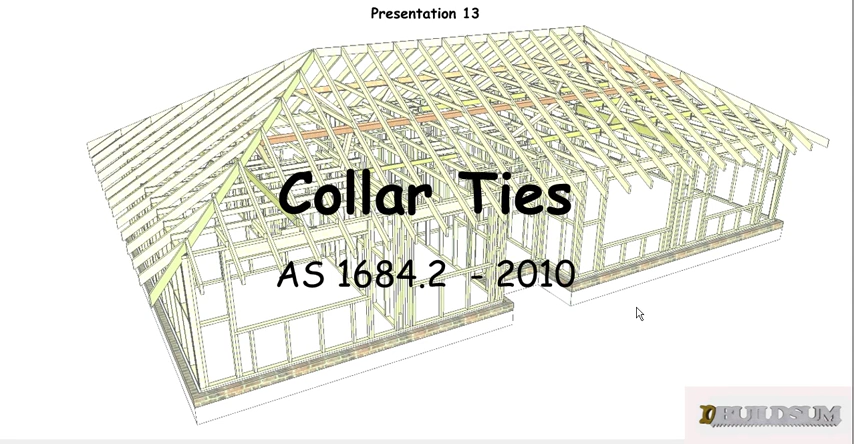 Presentation 13
Collar Ties
AS 1684.2 - 2010
BUILDSUM